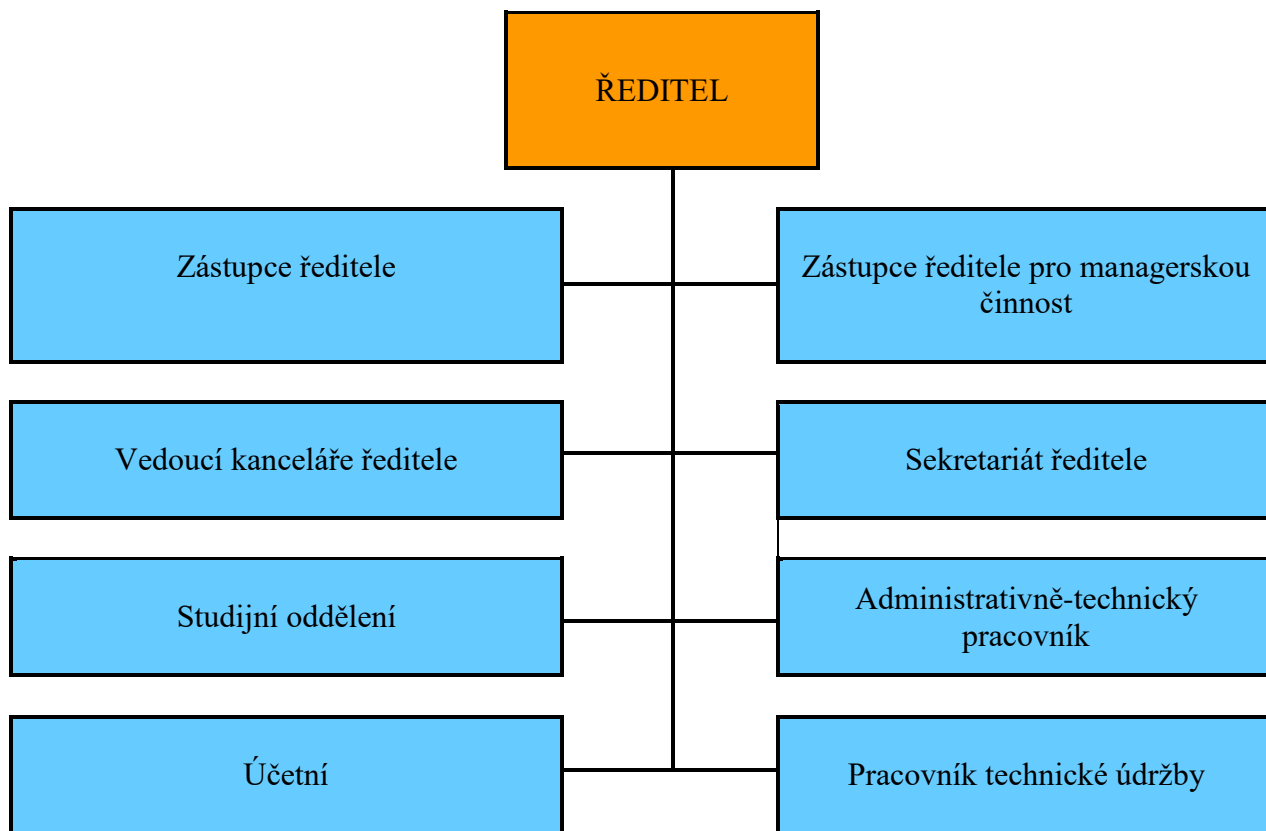 ŘEDITEL
Zástupce ředitele
Zástupce ředitele pro managerskou
činnost
Vedoucí kanceláře ředitele
Sekretariát ředitele
Studijní oddělení
Administrativně-technický
pracovník
Účetní
Pracovník technické údržby